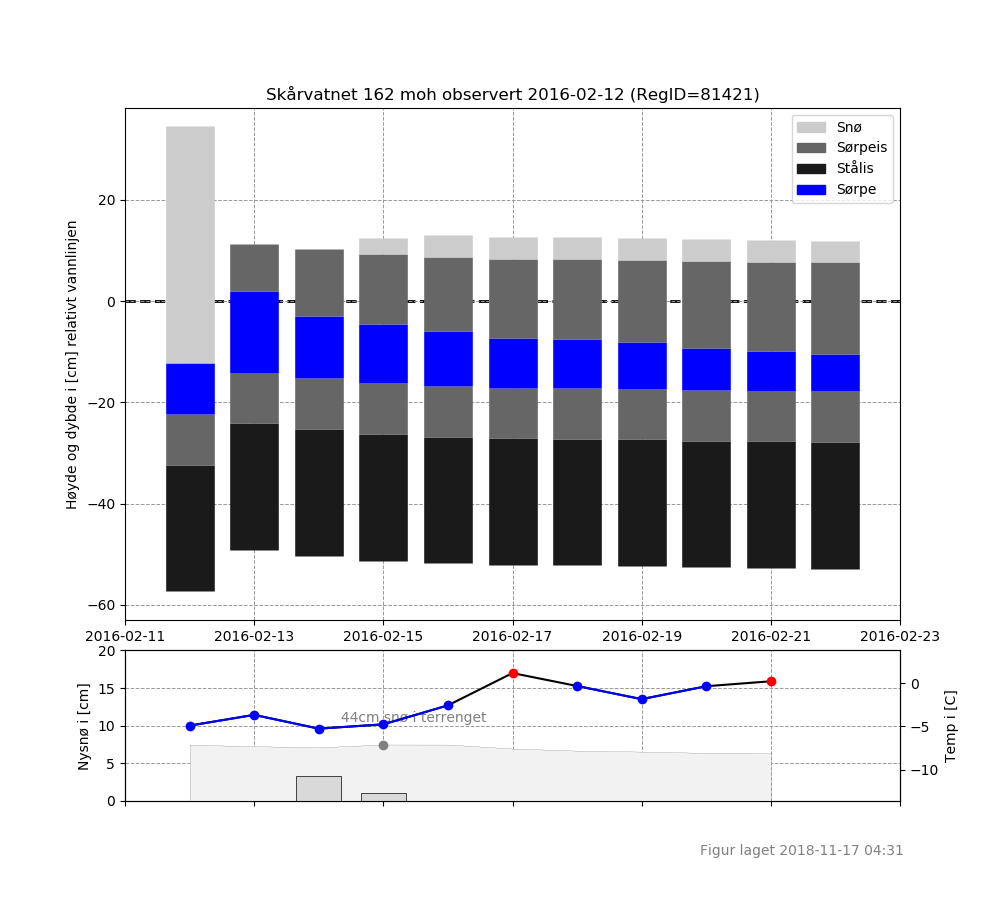 Skårvatnet 162 moh observert 2016-02-12 (RegID=81421)
Snø
Sørpeis
Stålis
Sørpe
Høyde og dybde i [cm] relativt vannlinjen
20
0
−20
−40
−60
2016-02-11 2016-02-13 2016-02-15 2016-02-17 2016-02-19 2016-02-21 2016-02-23
Nysnø i [cm]
20
15
10
5
0
44cm snø i terrenget
0
−5
−10
Temp i [C]
Figur laget 2018-11-17 04:31